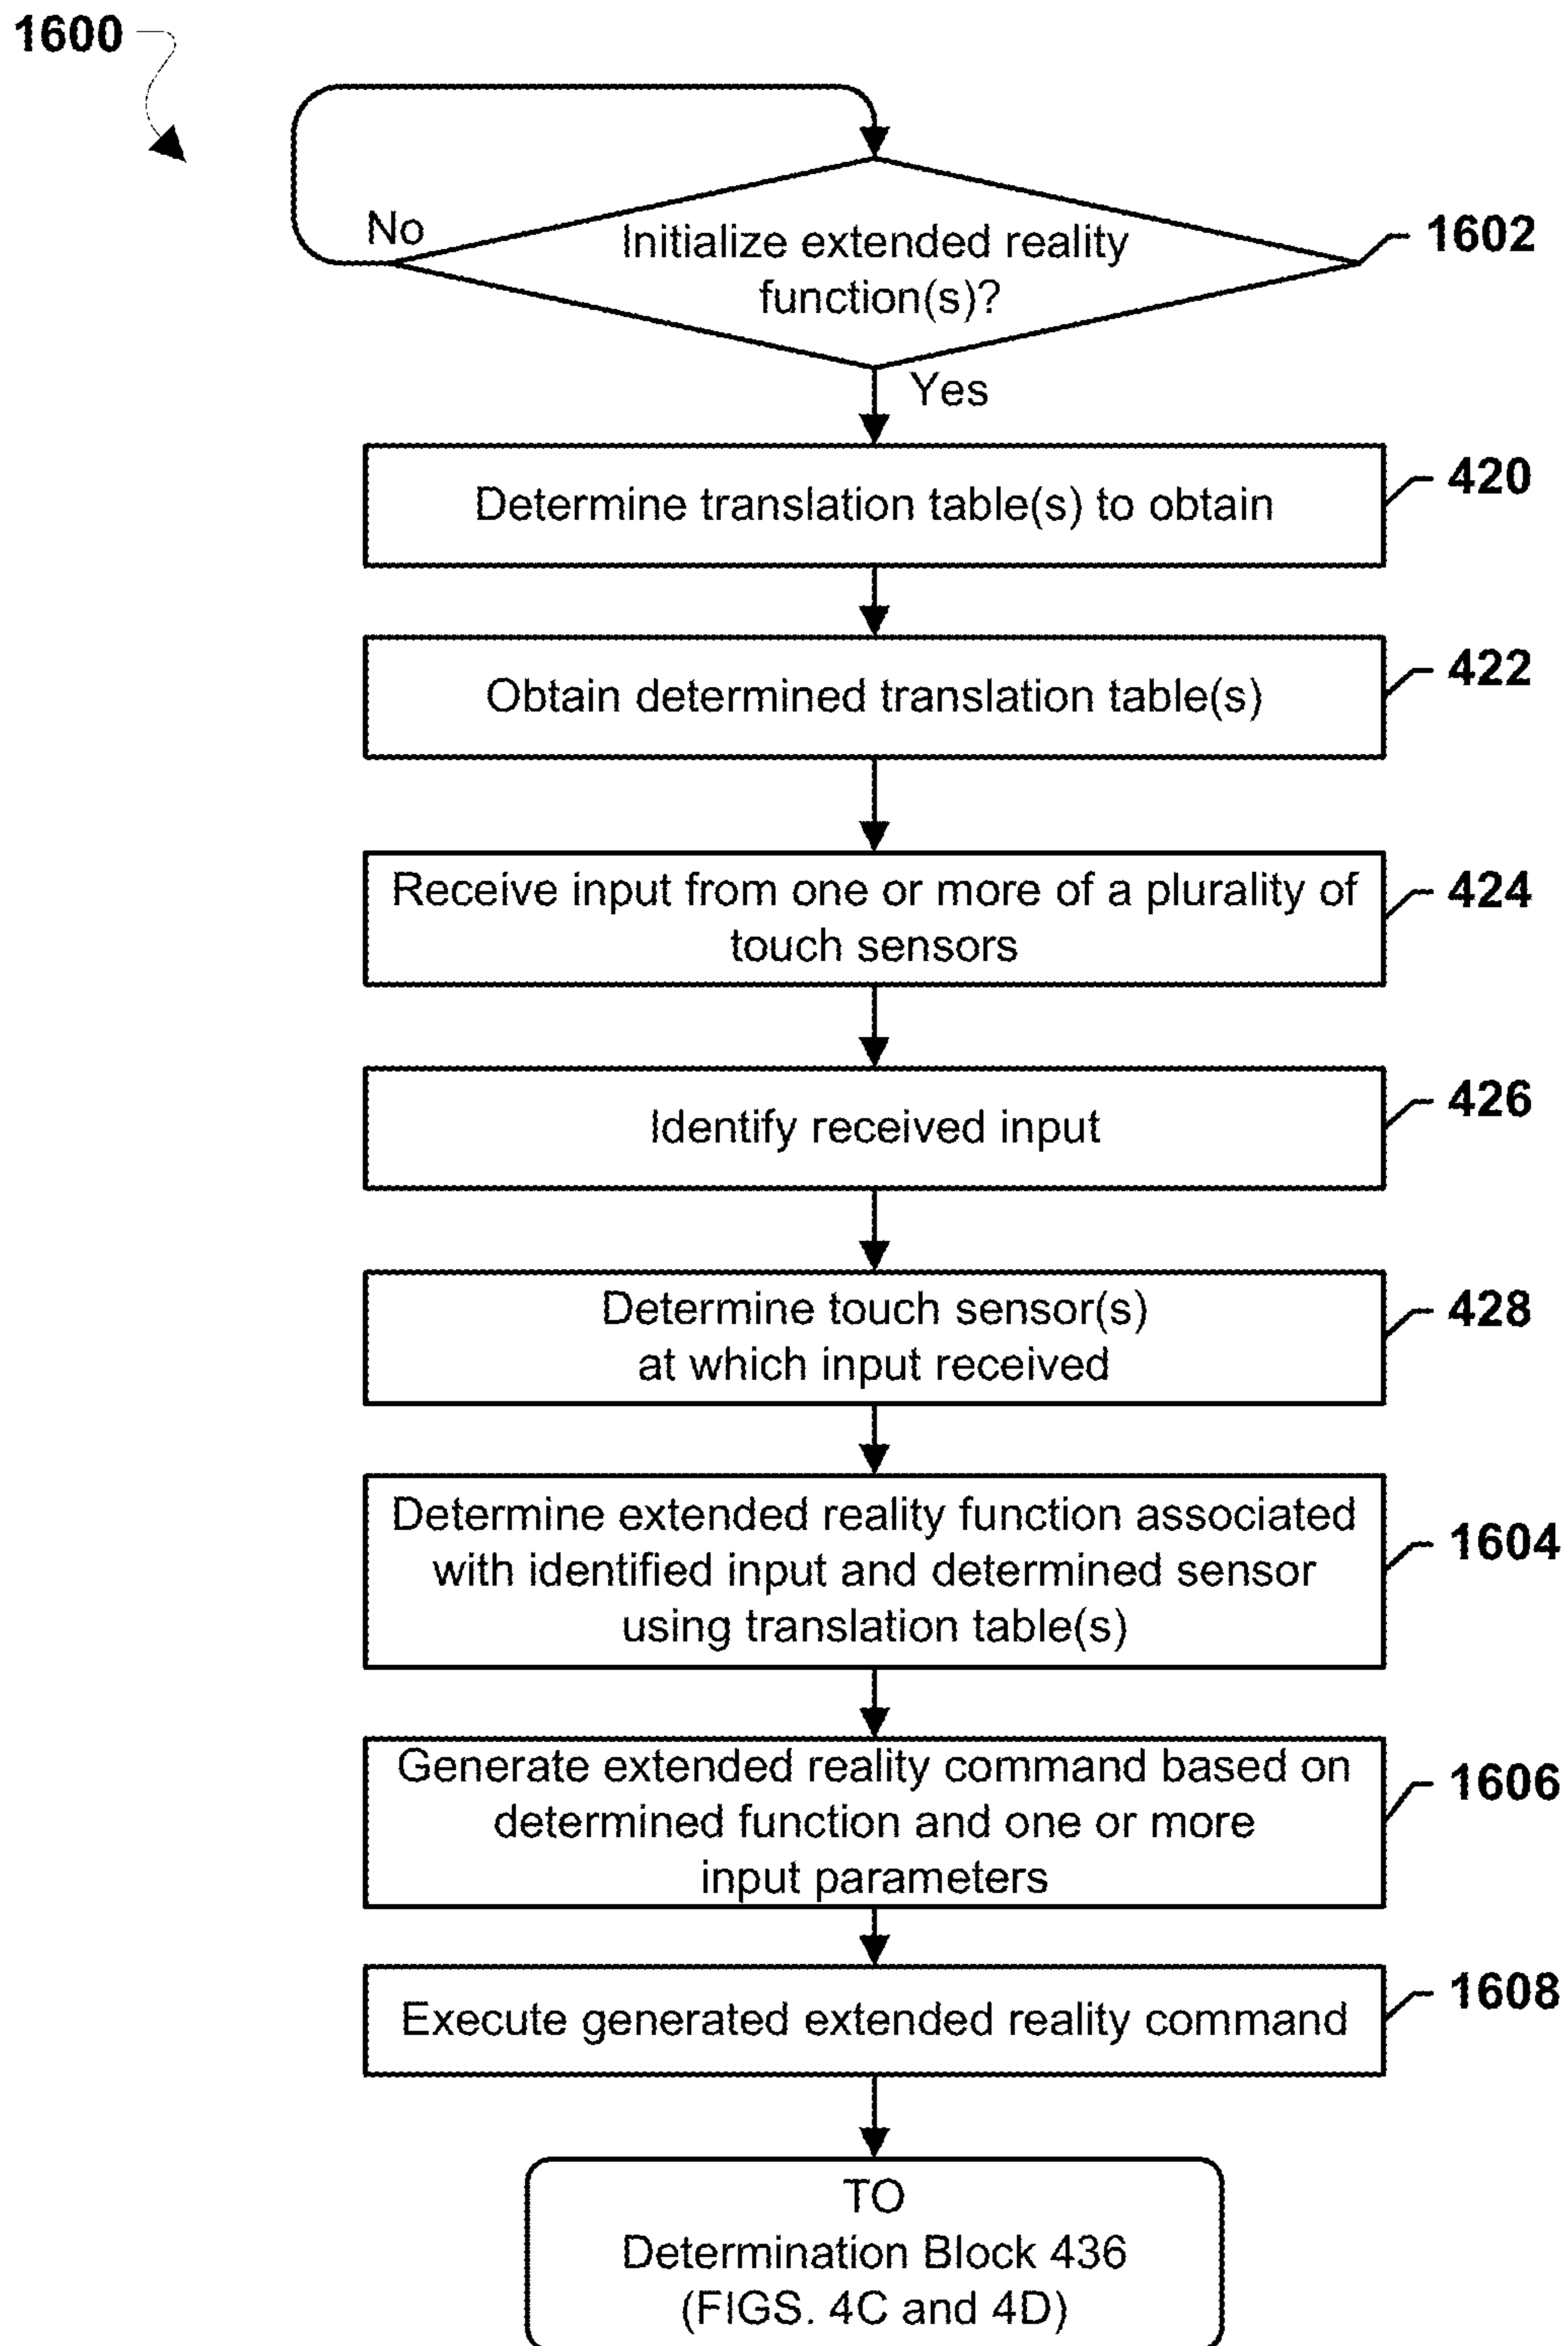 1600
No
Initialize extended reality
function(s)?
1602
Yes
Determine translation table(s) to obtain
420
Obtain determined translation table(s)
422
Receive input from one or more of a plurality of
touch sensors
424
Identify received input
426
Determine touch sensor(s)
at which input received
428
Determine extended reality function associated
with identified input and determined sensor
using translation table(s)
1604
Generate extended reality command based on
determined function and one or more
input parameters
1606
Execute generated extended reality command
1608
TO
Determination Block 436
(FIGS. 4C and 4D)